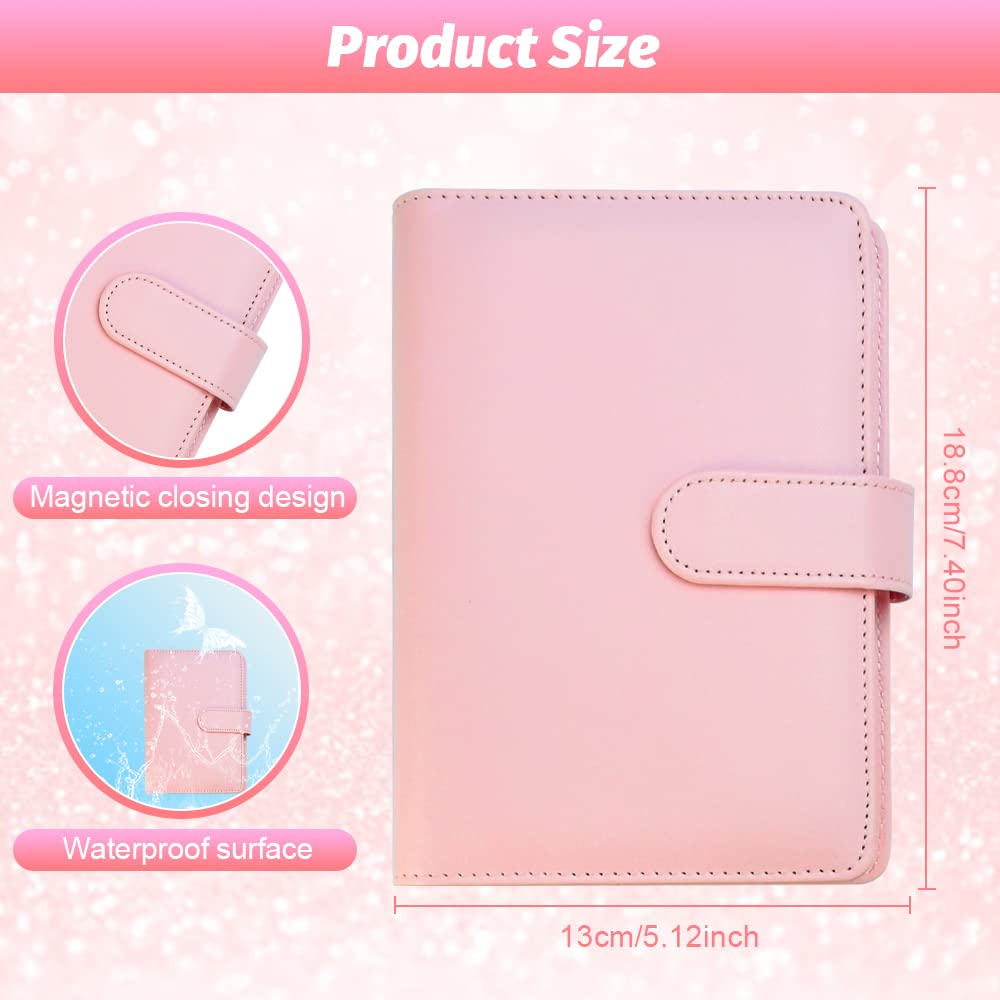 Product Size
Magnetic closing design
Waterproof surface
18.8cm/7.40inch
13cm/5.12inch